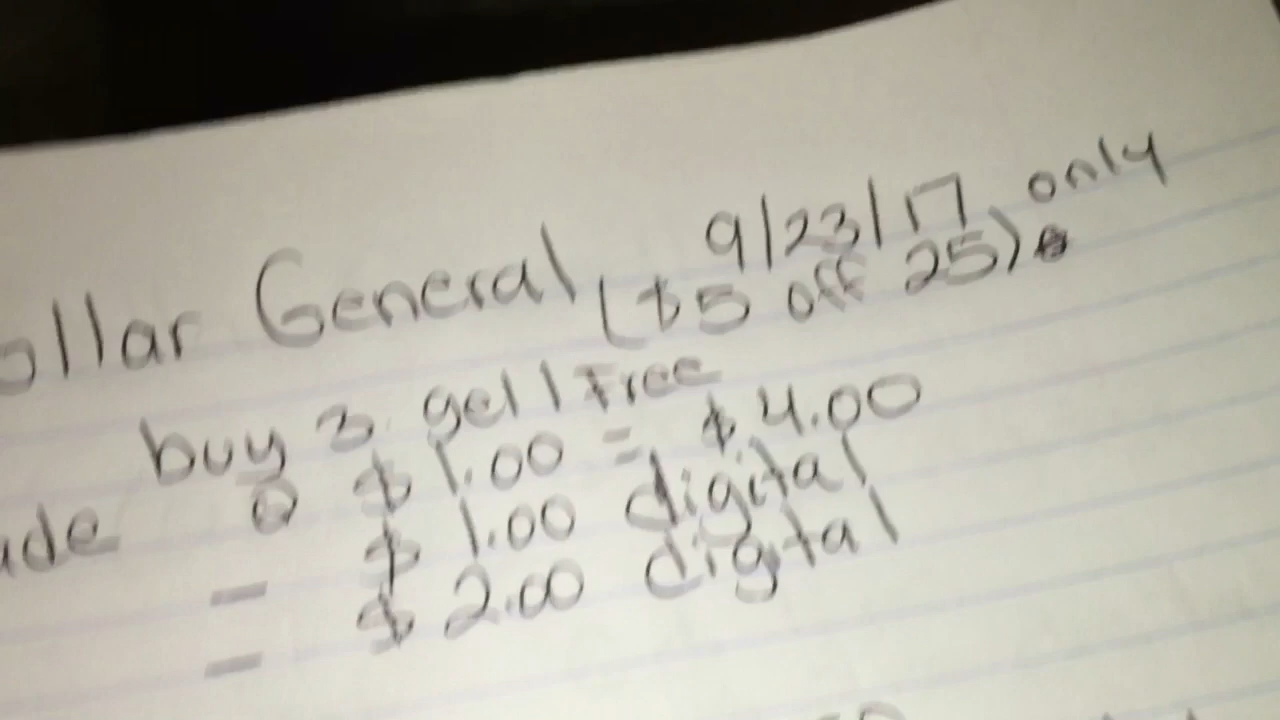 ollar General 9/23/17 only
($5 off 25)
buy 3 get 1 free
ude @ $1.00 = $4.00
- $1.00 digital
- $2.00 digital